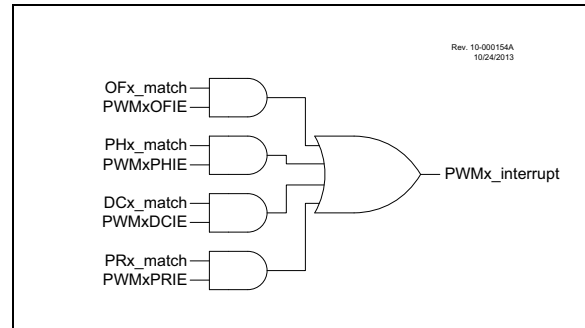 Rev. 10-000154A
10/24/2013
OFx_match
PWMxOFIE
PHx_match
PWMxPHIE
DCx_match
PWMxDCIE
PRx_match
PWMxPRIE
PWMx_interrupt